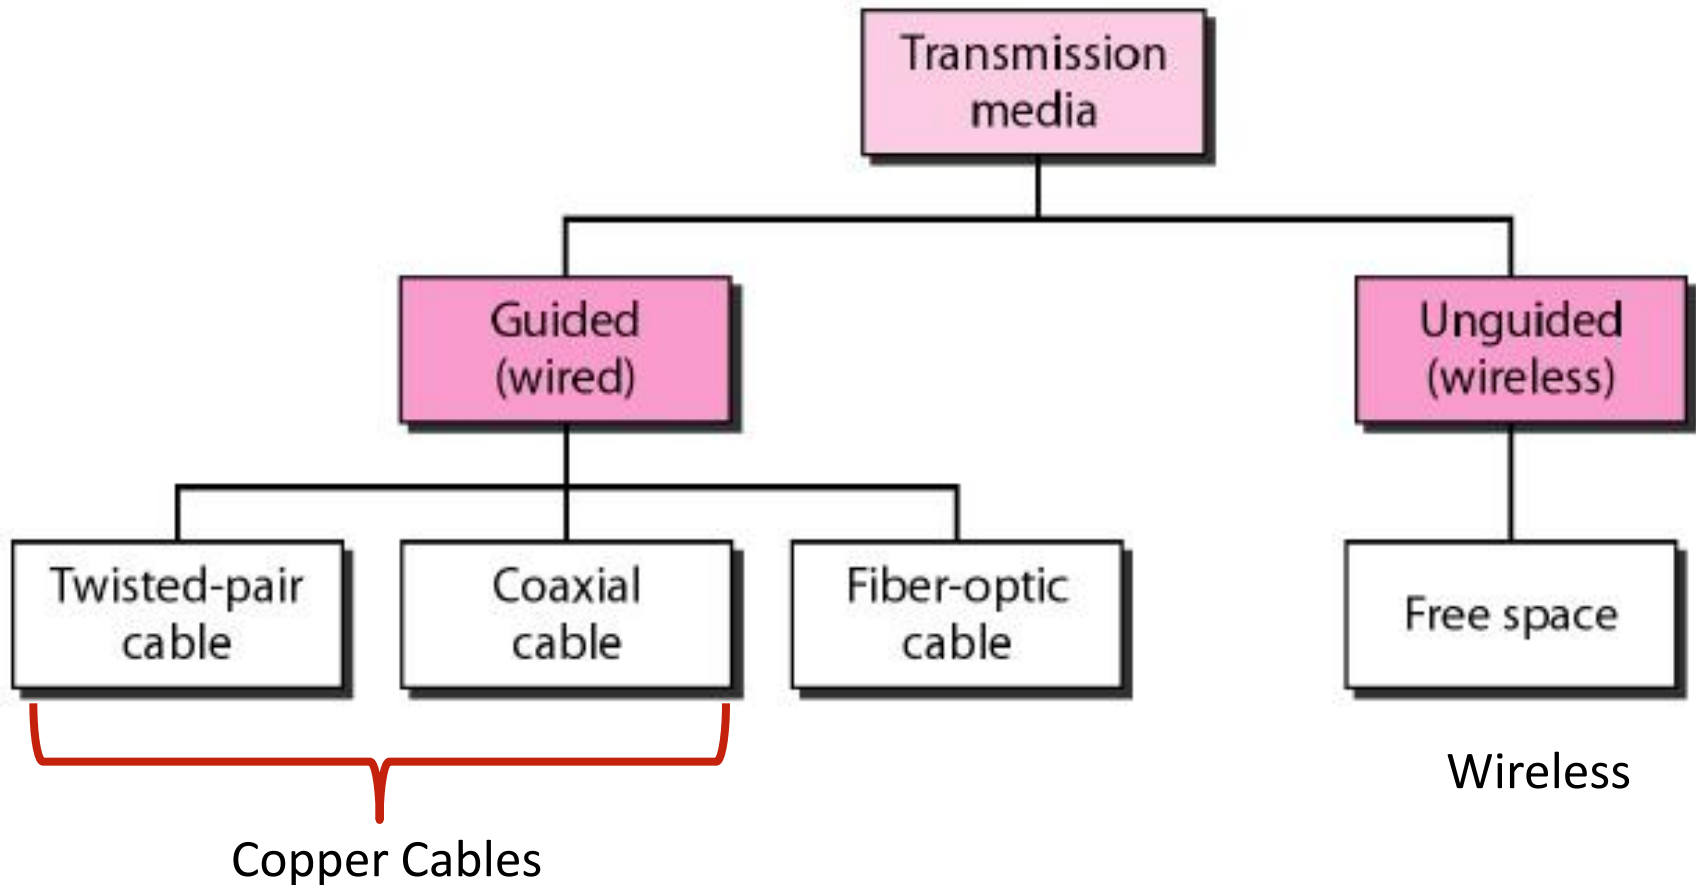 Transmission
media
Guided
(wired)
Unguided
(wireless)
Twisted-pair
cable
Coaxial
cable
Fiber-optic
cable
Free space
Wireless
Copper Cables